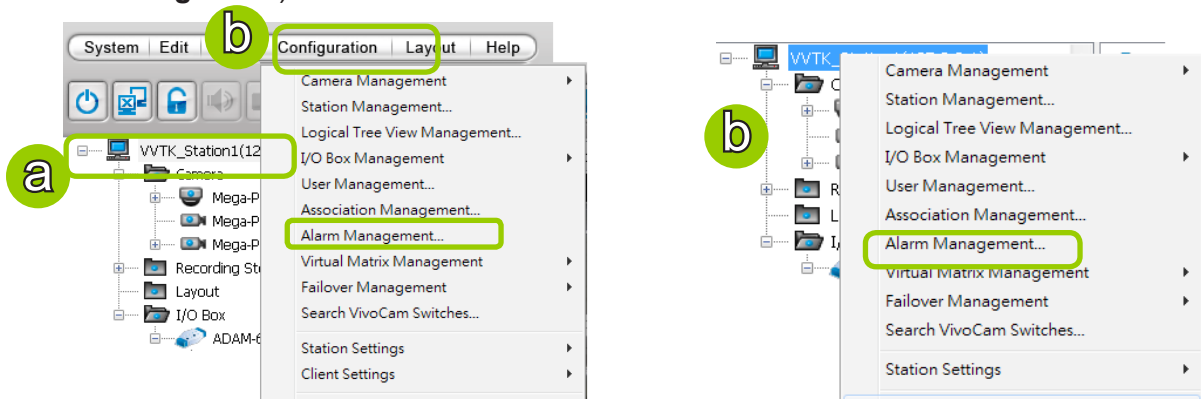 b
System Edit Configuration Layout Help
a
VVTK_Station1(12
Camera
Mega-P
Mega-P
Mega-P
Recording Sto
Layout
I/O Box
ADAM-6
Camera Management
Station Management...
Logical Tree View Management...
I/O Box Management
User Management...
Association Management...
Alarm Management...
Virtual Matrix Management
Failover Management
Search VivoCam Switches...
Station Settings
Client Settings
b
VVTK_
C
R
L
I/
Camera Management
Station Management...
Logical Tree View Management...
I/O Box Management
User Management...
Association Management...
Alarm Management...
Virtual Matrix Management
Failover Management
Search VivoCam Switches...
Station Settings